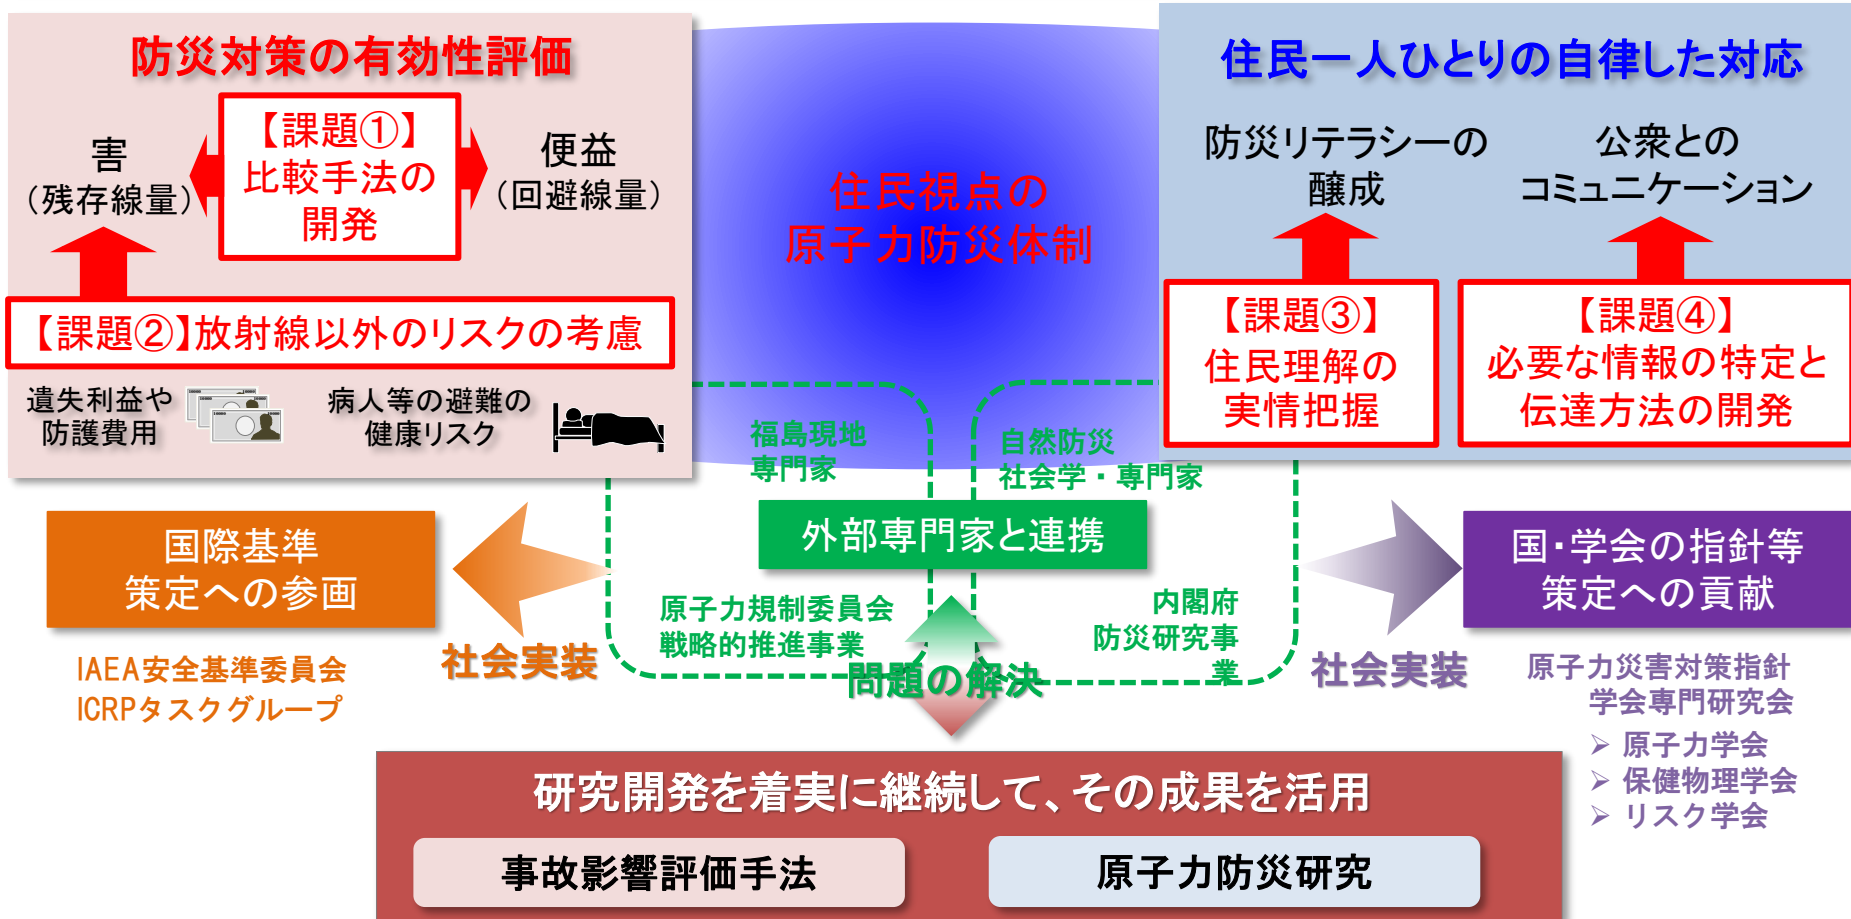 防災対策の有効性評価
【課題①】
比較手法の
開発
害
（残存線量）
便益
（回避線量）
【課題②】放射線以外のリスクの考慮
遺失利益や
防護費用
病人等の避難の
健康リスク
住民視点の
原子力防災体制
住民一人ひとりの自律した対応
防災リテラシーの
醸成
公衆との
コミュニケーション
【課題③】
住民理解の
実情把握
【課題④】
必要な情報の特定と
伝達方法の開発
福島現地
専門家
自然防災
社会学・専門家
外部専門家と連携
原子力規制委員会
戦略的推進事業
内閣府
防災研究事
業
問題の解決
国際基準
策定への参画
社会実装
IAEA安全基準委員会
ICRPタスクグループ
国・学会の指針等
策定への貢献
社会実装
原子力災害対策指針
学会専門研究会
➢ 原子力学会
➢ 保健物理学会
➢ リスク学会
研究開発を着実に継続して、その成果を活用
事故影響評価手法
原子力防災研究